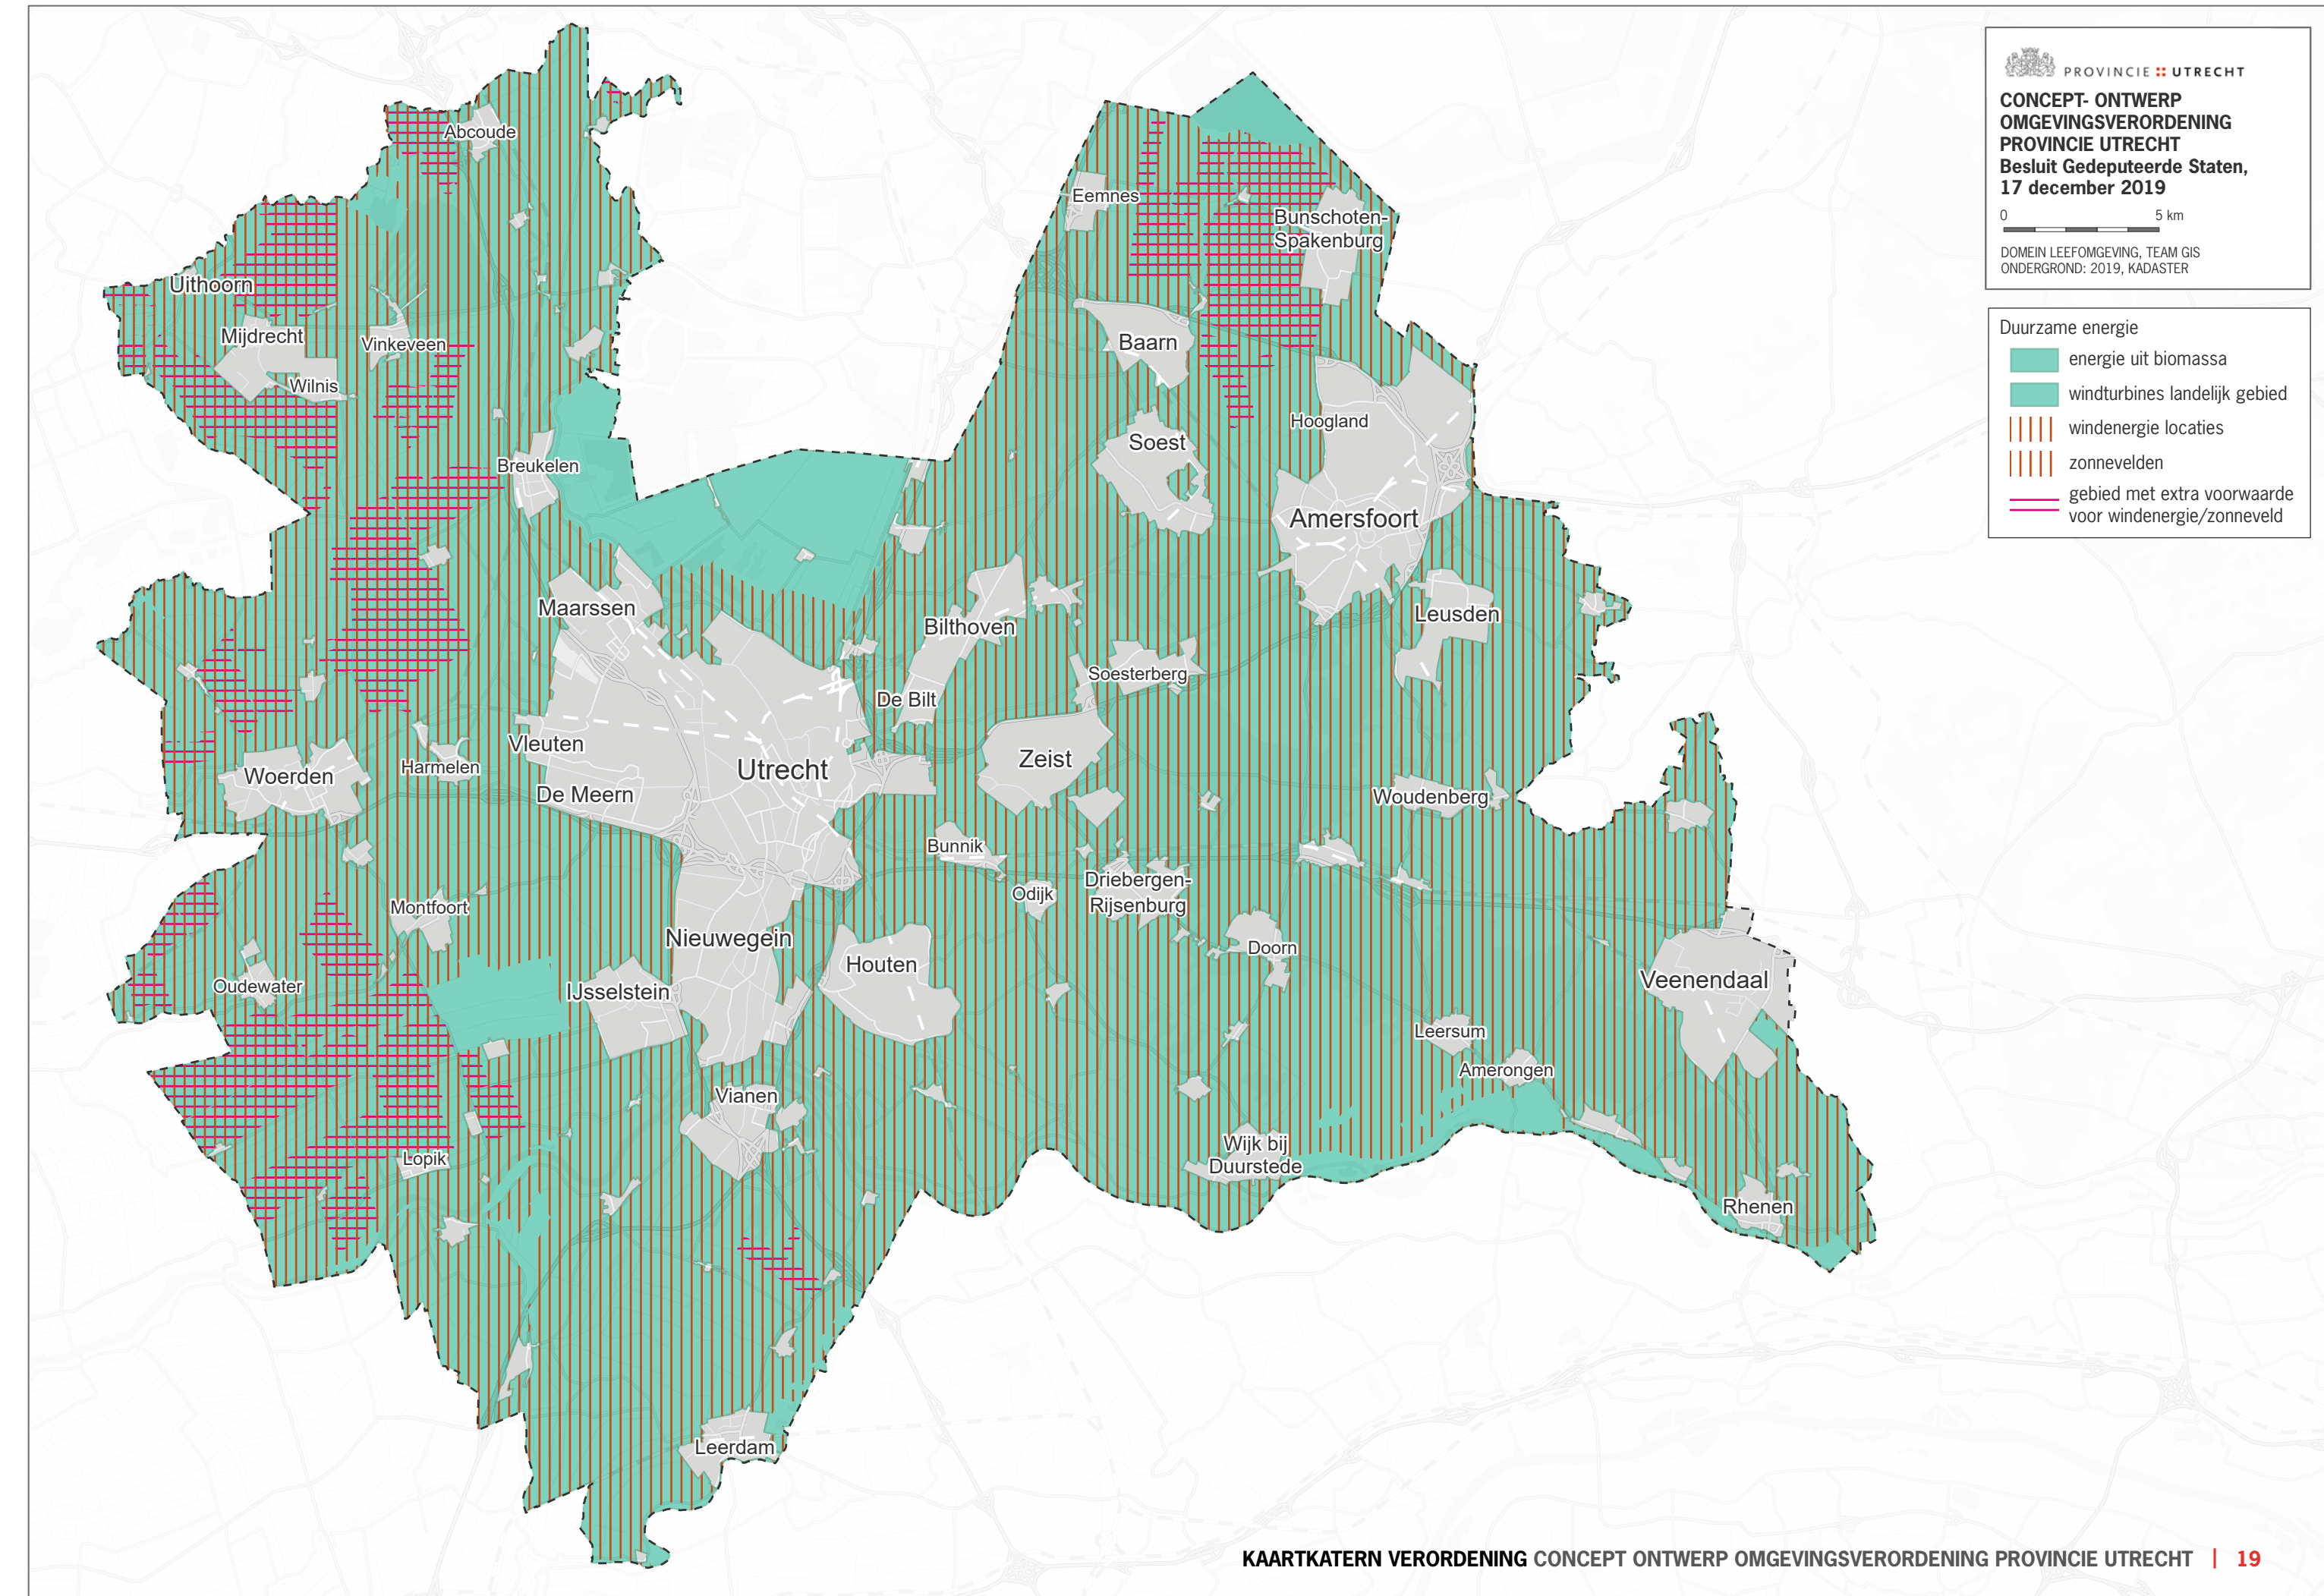 PROVINCIE UTRECHT
CONCEPT- ONTWERP
OMGEVINGSVERORDENING
PROVINCIE UTRECHT
Besluit Gedeputeerde Staten,
17 december 2019
0 5 km
DOMEIN LEEFOMGEVING, TEAM GIS
ONDERGROND: 2019, KADASTER
Duurzame energie
energie uit biomassa
windturbines landelijk gebied
windenergie locaties
zonnevelden
gebied met extra voorwaarde
voor windenergie/zonneveld
Abcoude
Eemnes
Bunschoten-
Spakenburg
Uithoorn
Mijdrecht
Vinkeveen
Baarn
Wilnis
Hoogland
Soest
Breukelen
Amersfoort
Maarssen
Leusden
Bilthoven
Soesterberg
De Bilt
Vleuten
Zeist
Harmelen
Utrecht
Woerden
De Meern
Woudenberg
Bunnik
Driebergen-
Rijsenburg
Odijk
Montfoort
Nieuwegein
Doorn
Houten
Veenendaal
Oudewater
IJsselstein
Leersum
Amerongen
Vianen
Wijk bij
Duurstede
Lopik
Rhenen
Leerdam
KAARTKATERN VERORDENING CONCEPT ONTWERP OMGEVINGSVERORDENING PROVINCIE UTRECHT | 19